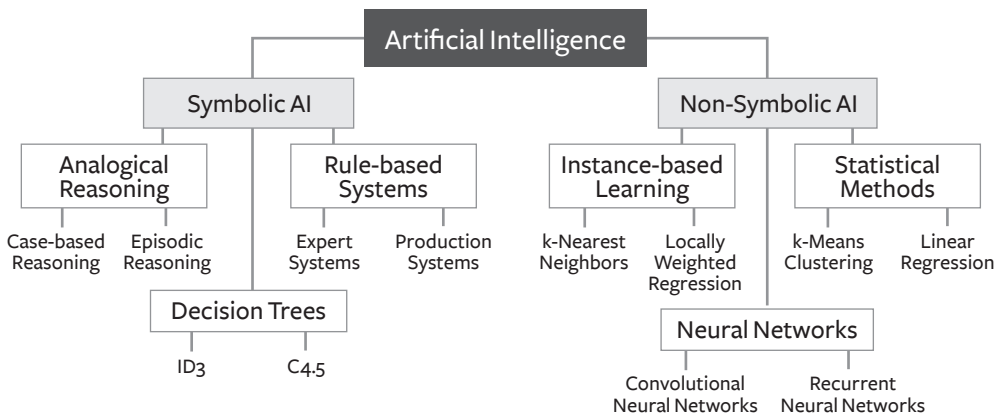 Artificial Intelligence
Symbolic AI
Non-Symbolic AI
Analogical
Reasoning
Rule-based
Systems
Instance-based
Learning
Statistical
Methods
Case-based
Reasoning
Episodic
Reasoning
Expert
Systems
Production
Systems
k-Nearest
Neighbors
Locally
Weighted
Regression
k-Means
Clustering
Linear
Regression
Decision Trees
Neural Networks
ID3
C4.5
Convolutional
Neural Networks
Recurrent
Neural Networks